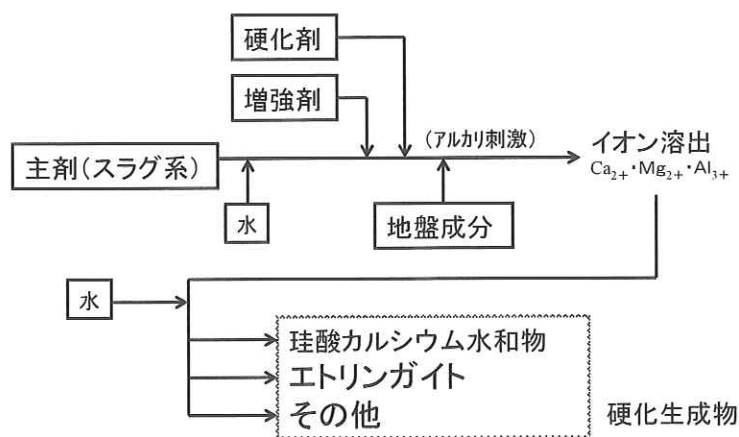 硬化剤
増強剤
(アルカリ刺激)
主剤(スラグ系)
イオン溶出
Ca₂₊・Mg₂₊・Al₃₊
水
地盤成分
水
珪酸カルシウム水和物
エトリンガイト
その他
硬化生成物